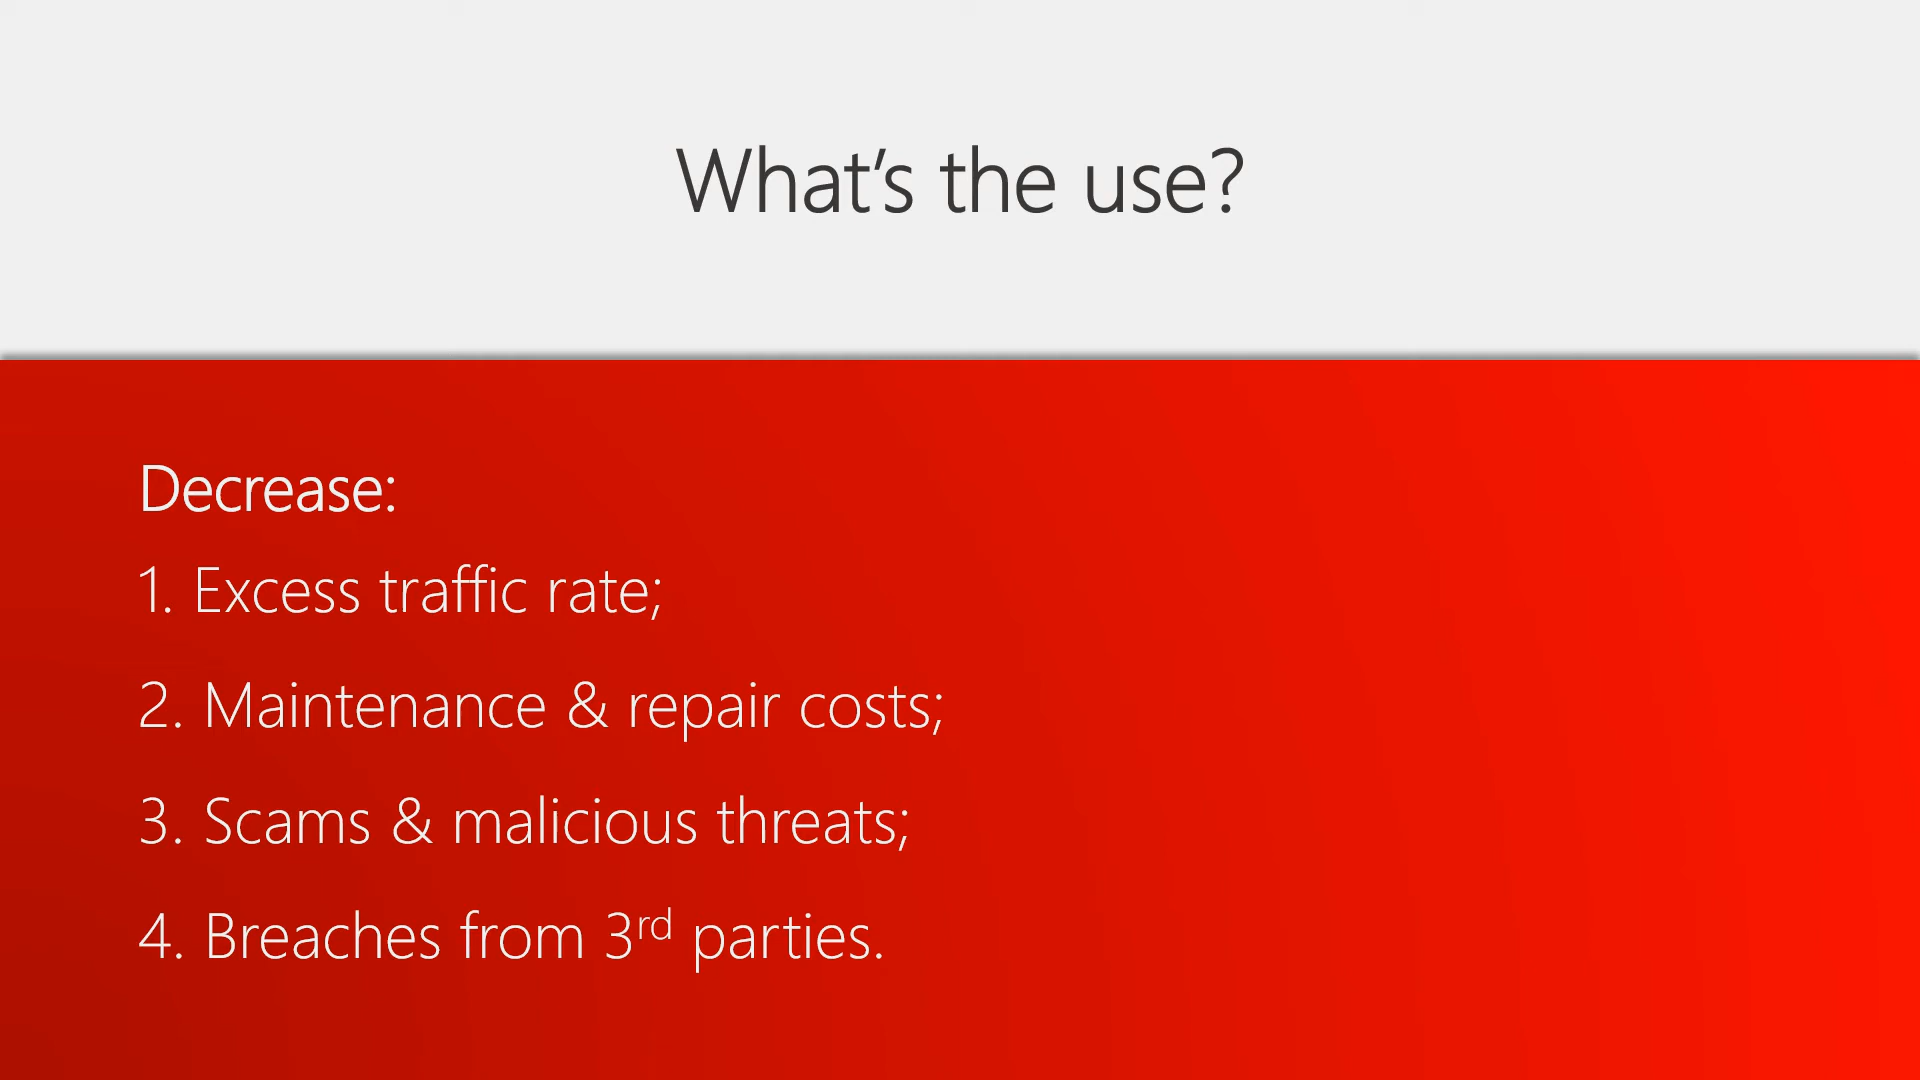 What’s the use?
Decrease:
1. Excess traffic rate;
2. Maintenance & repair costs;
3. Scams & malicious threats;
4. Breaches from 3rd parties.